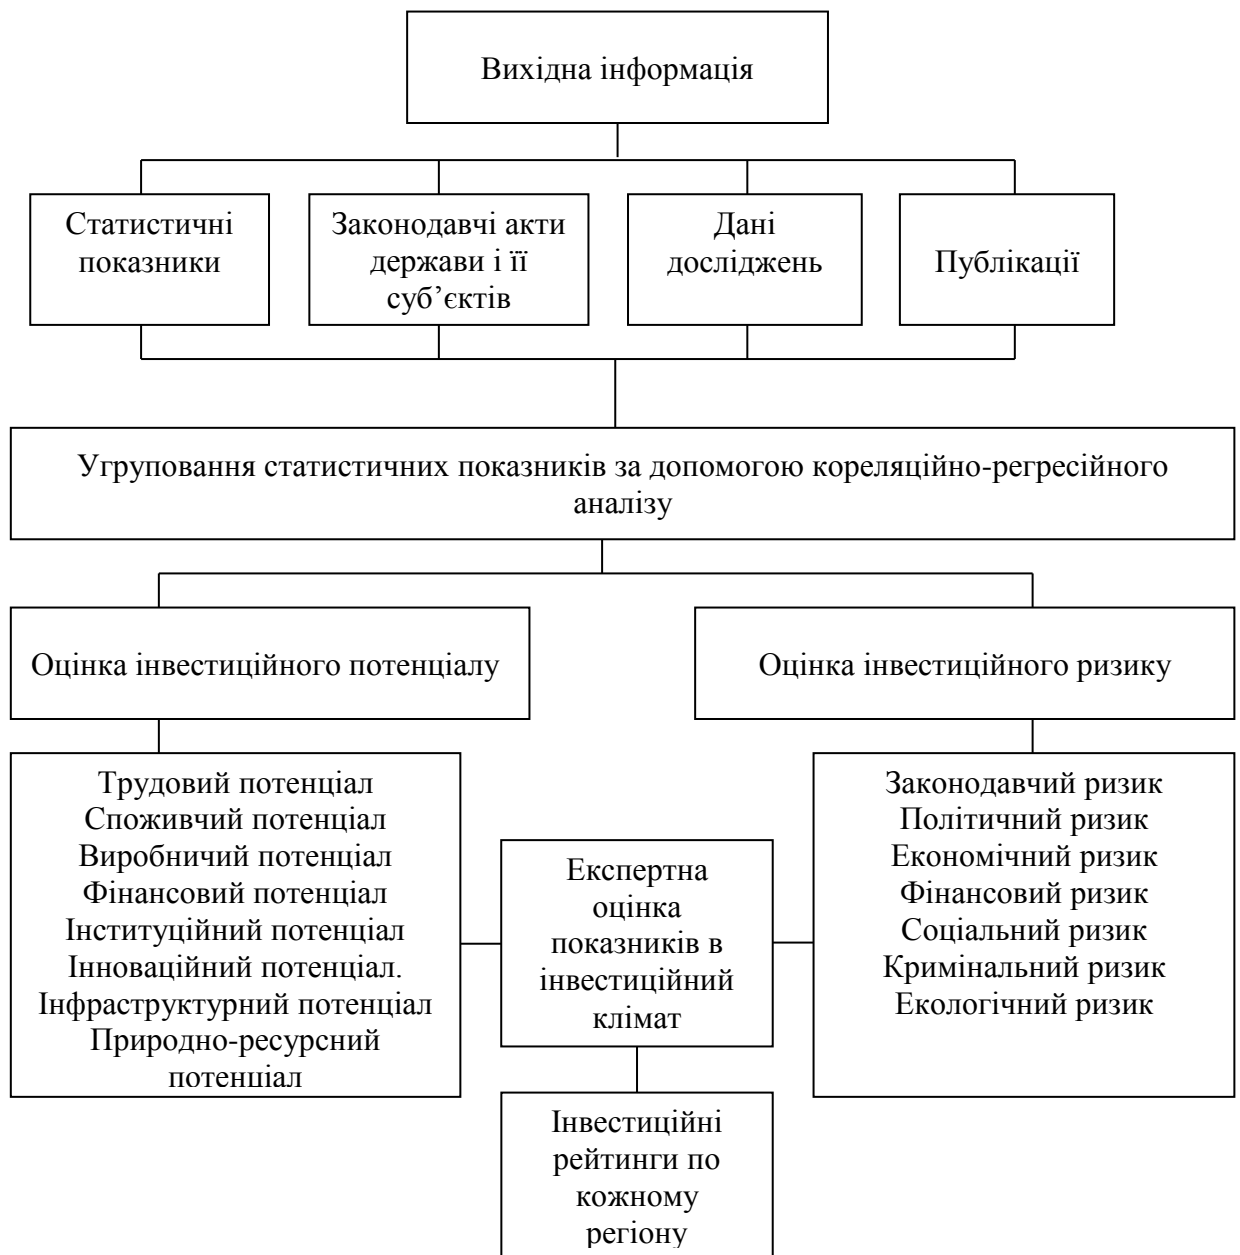 Вихідна інформація
Статистичні
показники
Законодавчі акти
держави і її
суб’єктів
Дані
досліджень
Публікації
Угруповання статистичних показників за допомогою кореляційно-регресійного
аналізу
Оцінка інвестиційного потенціалу
Оцінка інвестиційного ризику
Трудовий потенціал
Споживчий потенціал
Виробничий потенціал
Фінансовий потенціал
Інституційний потенціал
Інноваційний потенціал.
Інфраструктурний потенціал
Природно-ресурсний
потенціал
Експертна
оцінка
показників в
інвестиційний
клімат
Законодавчий ризик
Політичний ризик
Економічний ризик
Фінансовий ризик
Соціальний ризик
Кримінальний ризик
Екологічний ризик
Інвестиційні
рейтинги по
кожному
регіону